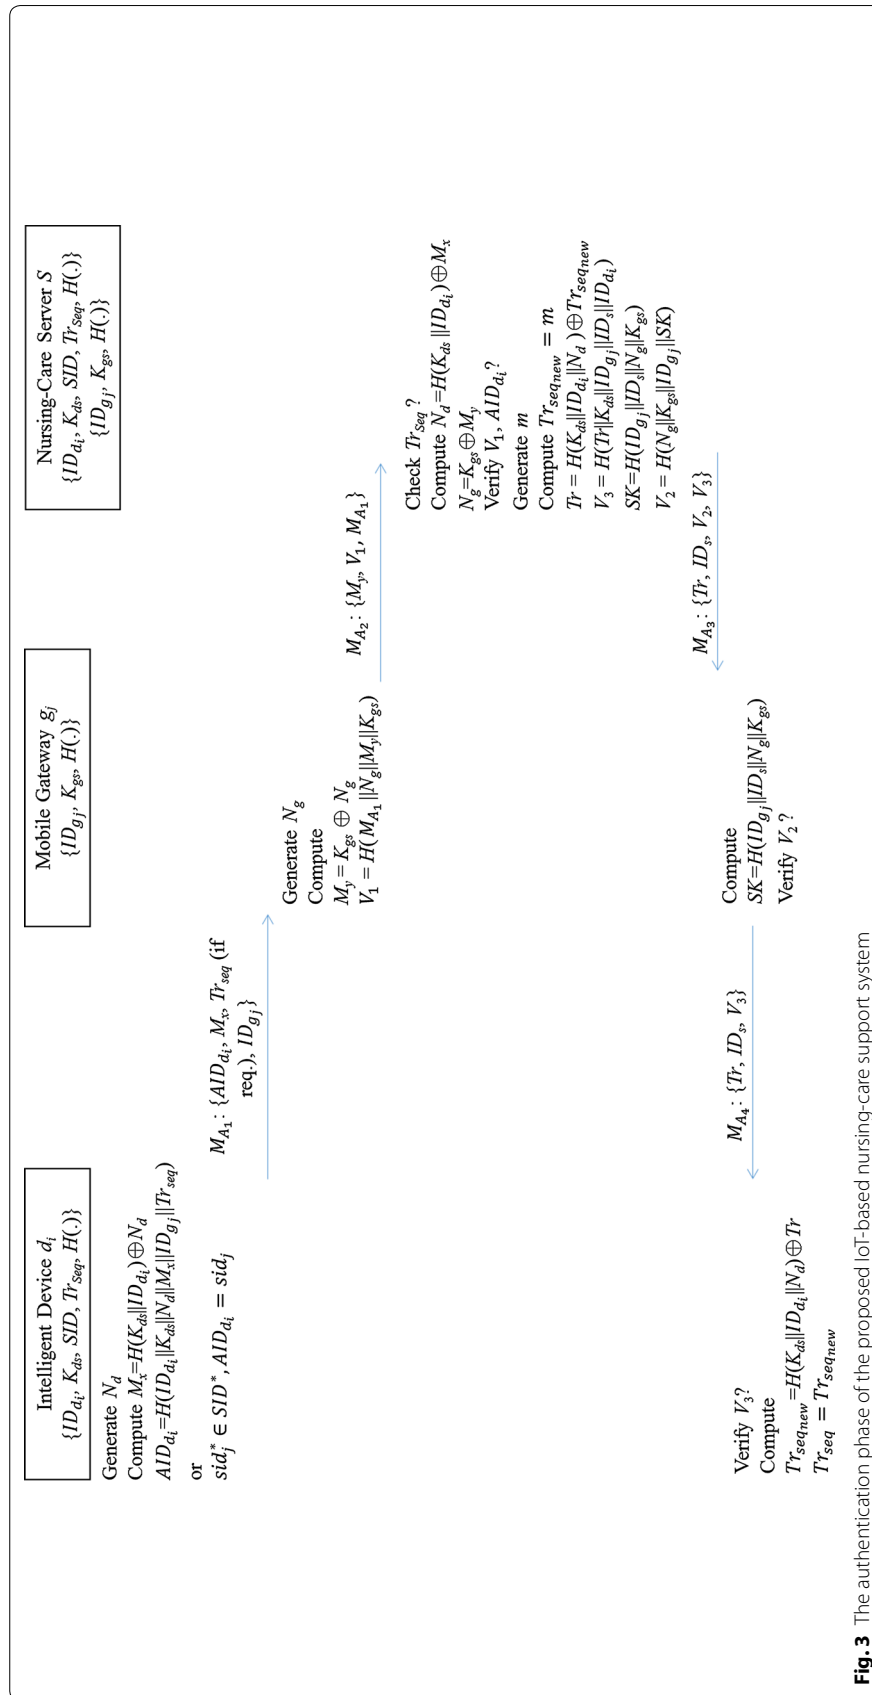 Intelligent Device dᵢ
{ID_{d_i}, K_{ds}, SID, Tr_{Seq}, H(.)}
Mobile Gateway g_j
{ID_{g_j}, K_{gs}, H(.)}
Nursing-Care Server S
{ID_{d_i}, K_{ds}, SID, Tr_{Seq}, H(.)}
{ID_{g_j}, K_{gs}, H(.)}
Generate N_d
Compute M_x=H(K_{ds}||ID_{d_i})⊕N_d
AID_{d_i}=H(ID_{d_i}||K_{ds}||N_d||M_x||ID_{g_j}||Tr_{seq})
or
sid_j^* ∈ SID^*, AID_{d_i} = sid_j
M_{A_1}: {AID_{d_i}, M_x, Tr_{seq} (if
req.), ID_{g_j}}
Generate N_g
Compute
M_y= K_{gs} ⊕ N_g
V_1 = H(M_{A_1}||N_g||M_y||K_{gs})
M_{A_2}: {M_y, V_1, M_{A_1}}
Check Tr_{Seq}?
Compute N_d=H(K_{ds}||ID_{d_i})⊕M_x
N_g=K_{gs}⊕M_y
Verify V_1, AID_{d_i}?
Generate m
Compute Tr_{seq_{new}} = m
Tr = H(K_{ds}||ID_{d_i}||N_d)⊕Tr_{seq_{new}}
V_3 = H(Tr||K_{ds}||ID_{g_j}||ID_s||ID_{d_i})
SK=H(ID_{g_j}||ID_s||N_g||K_{gs})
V_2 = H(N_g||K_{gs}||ID_{g_j}||SK)
M_{A_3}: {Tr, ID_s, V_2, V_3}
Compute
SK=H(ID_{g_j}||ID_s||N_g||K_{gs})
Verify V_2?
M_{A_4}: {Tr, ID_s, V_3}
Verify V_3?
Compute
Tr_{seq_{new}}=H(K_{ds}||ID_{d_i}||N_d)⊕Tr
Tr_{seq} = Tr_{seq_{new}}
Fig. 3 The authentication phase of the proposed IoT-based nursing-care support system